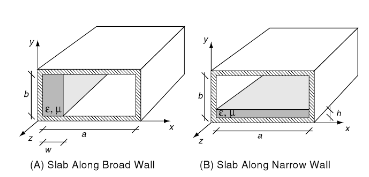 y
y
b
ε, μ
b
ε, μ
h
a
x
a
x
z
w
z
(A) Slab Along Broad Wall
(B) Slab Along Narrow Wall